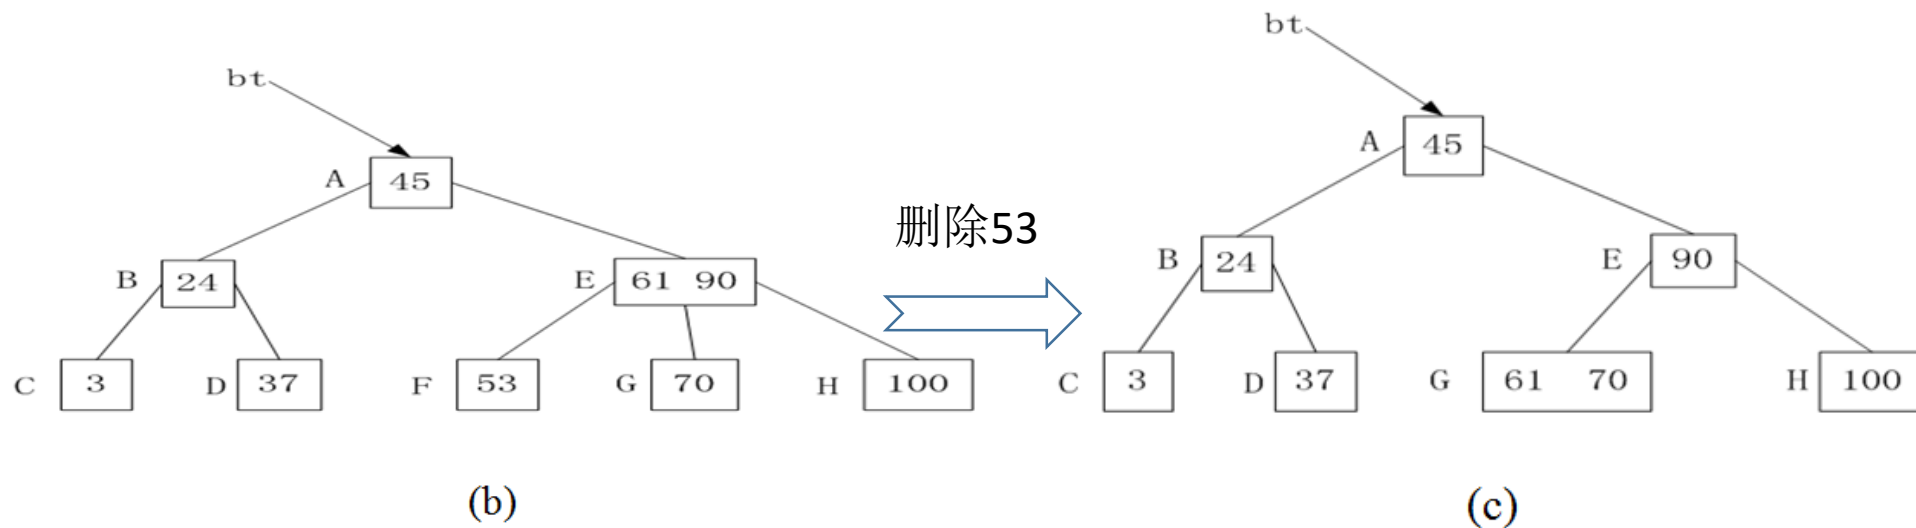 bt
A 45
B 24
E 61 90
C 3
D 37
F 53
G 70
H 100
(b)
删除53
bt
A 45
B 24
E 90
C 3
D 37
G 61 70
H 100
(c)